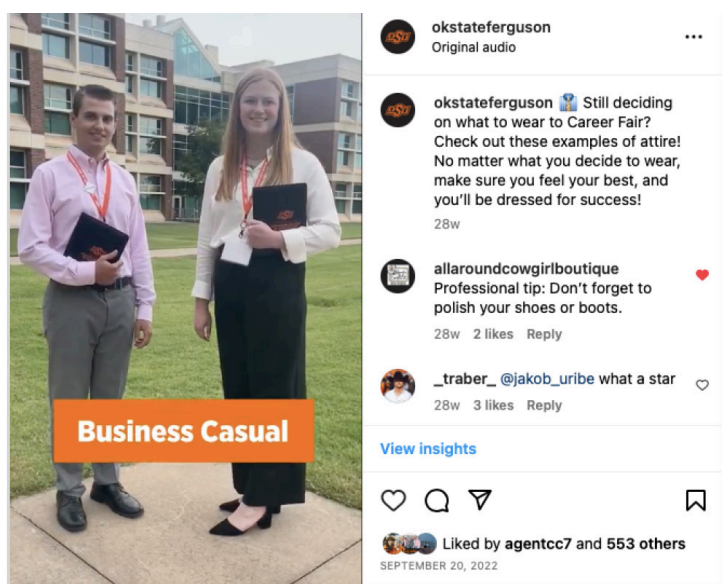 okstateferguson
Original audio
okstateferguson 👔 Still deciding
on what to wear to Career Fair?
Check out these examples of attire!
No matter what you decide to wear,
make sure you feel your best, and
you'll be dressed for success!
28w
allaroundcowgirlboutique
Professional tip: Don't forget to
polish your shoes or boots.
28w 2 likes Reply
_traber_ @jakob_uribe what a star
28w 3 likes Reply
View insights
Liked by agentcc7 and 553 others
SEPTEMBER 20, 2022
Business Casual
OSU